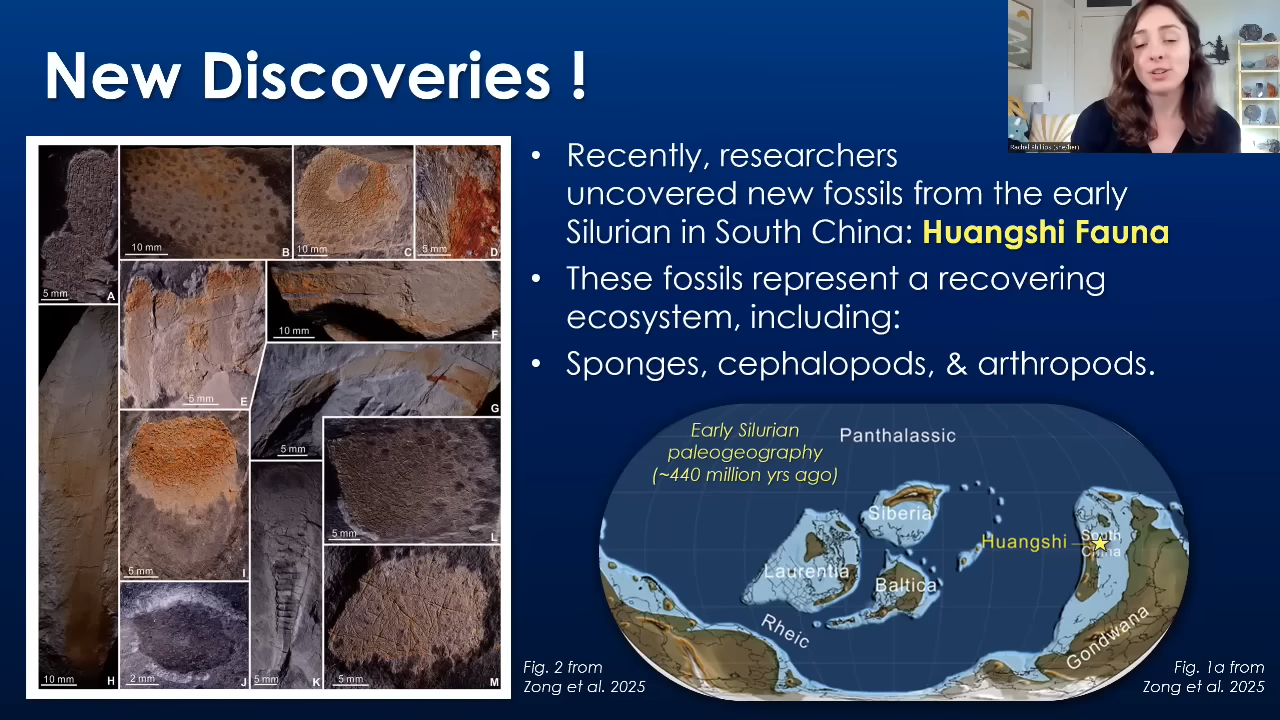 New Discoveries !
Rachel Phillips (she/her)
• Recently, researchers
uncovered new fossils from the early
Silurian in South China: Huangshi Fauna
• These fossils represent a recovering
ecosystem, including:
• Sponges, cephalopods, & arthropods.
5 mm
A
10 mm
B
10 mm
C
5 mm
D
5 mm
E
10 mm
F
5 mm
G
10 mm
H
5 mm
I
2 mm
J
5 mm
K
5 mm
L
5 mm
M
Early Silurian
paleogeography
(~440 million yrs ago)
Panthalassic
Siberia
Huangshi
South
China
Laurentia
Baltica
Rheic
Gondwana
Fig. 2 from
Zong et al. 2025
Fig. 1a from
Zong et al. 2025